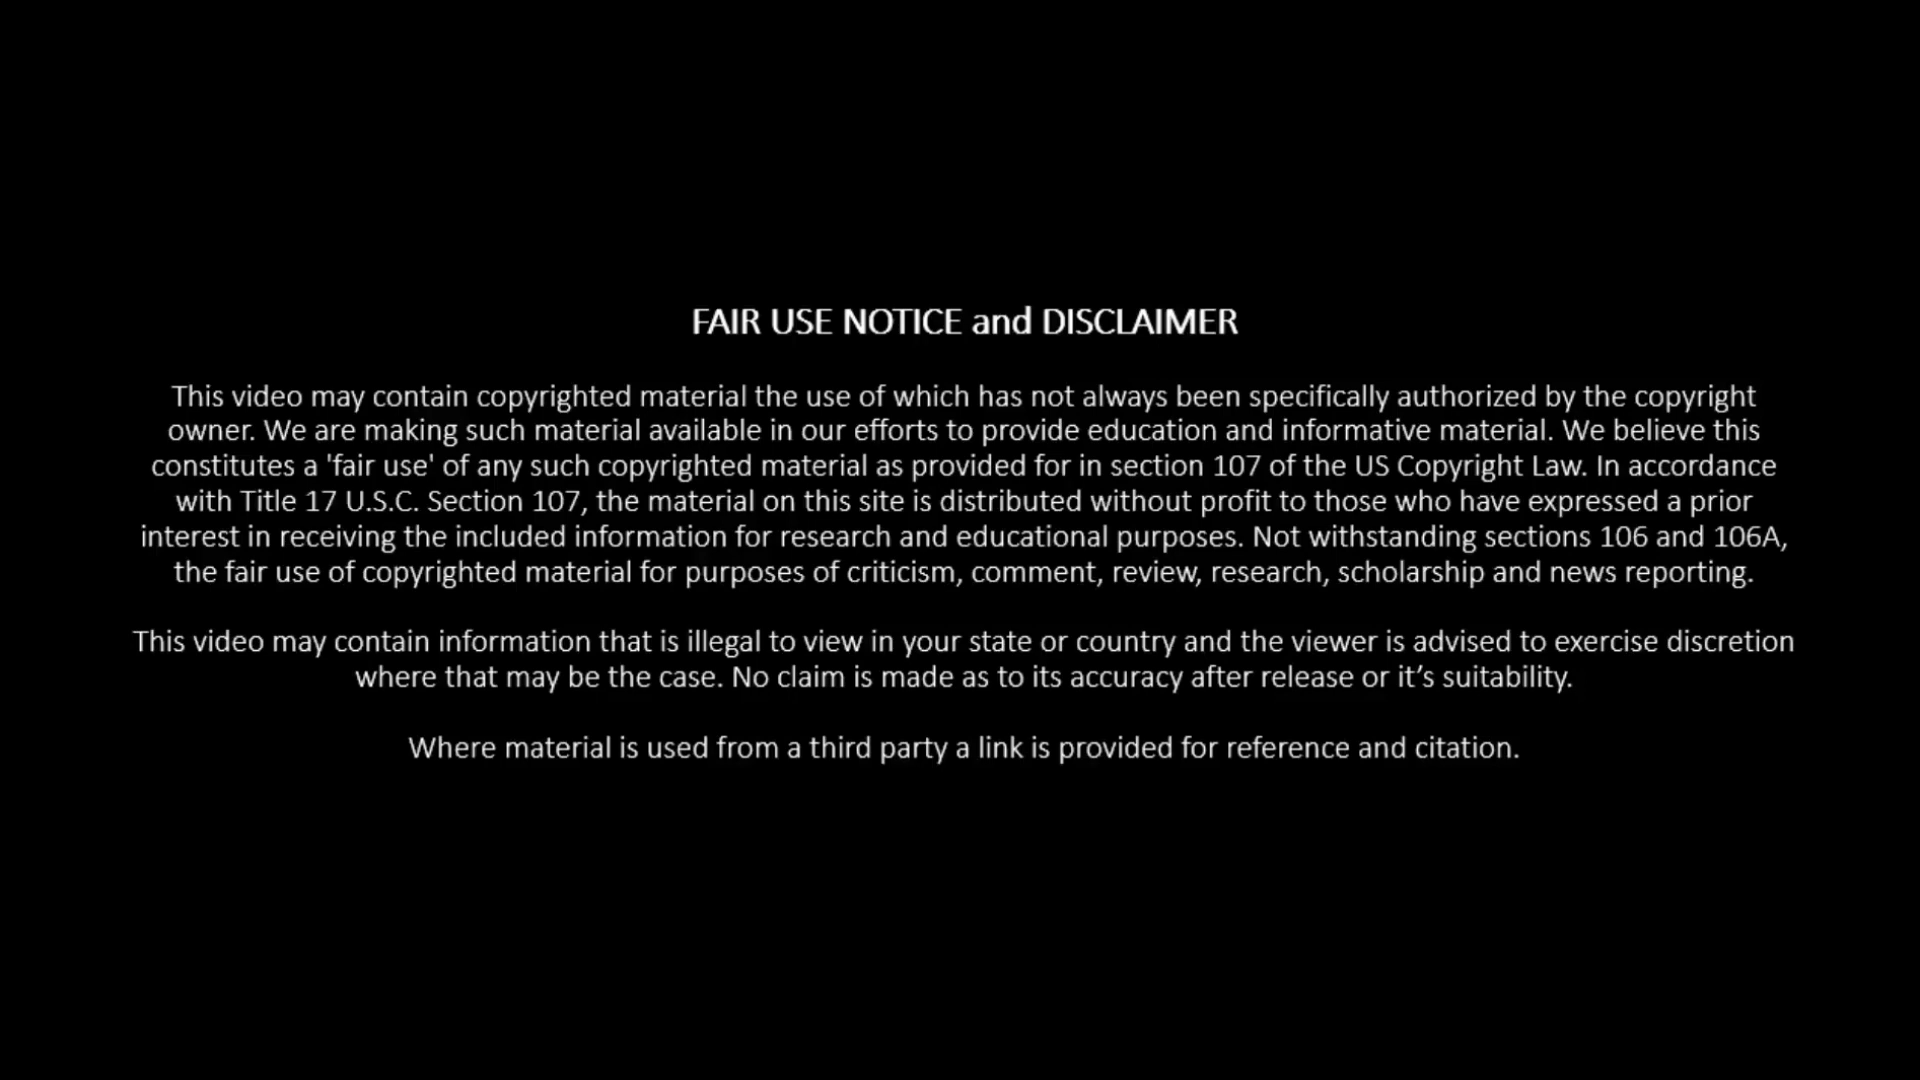 FAIR USE NOTICE and DISCLAIMER
This video may contain copyrighted material the use of which has not always been specifically authorized by the copyright
owner. We are making such material available in our efforts to provide education and informative material. We believe this
constitutes a 'fair use' of any such copyrighted material as provided for in section 107 of the US Copyright Law. In accordance
with Title 17 U.S.C. Section 107, the material on this site is distributed without profit to those who have expressed a prior
interest in receiving the included information for research and educational purposes. Not withstanding sections 106 and 106A,
the fair use of copyrighted material for purposes of criticism, comment, review, research, scholarship and news reporting.
This video may contain information that is illegal to view in your state or country and the viewer is advised to exercise discretion
where that may be the case. No claim is made as to its accuracy after release or it’s suitability.
Where material is used from a third party a link is provided for reference and citation.